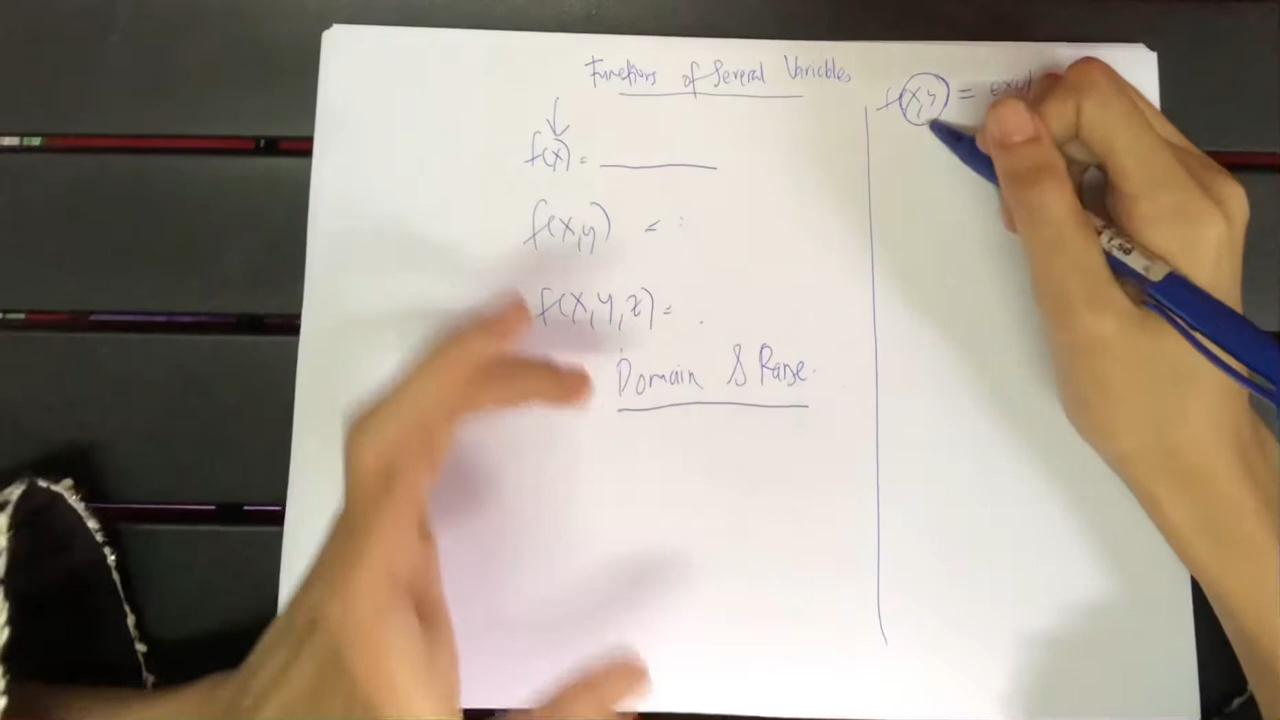 Functions of Several Variables
f(x) =
f(x,y) =
f(x,y,z) =
Domain & Range
f(x,y) =